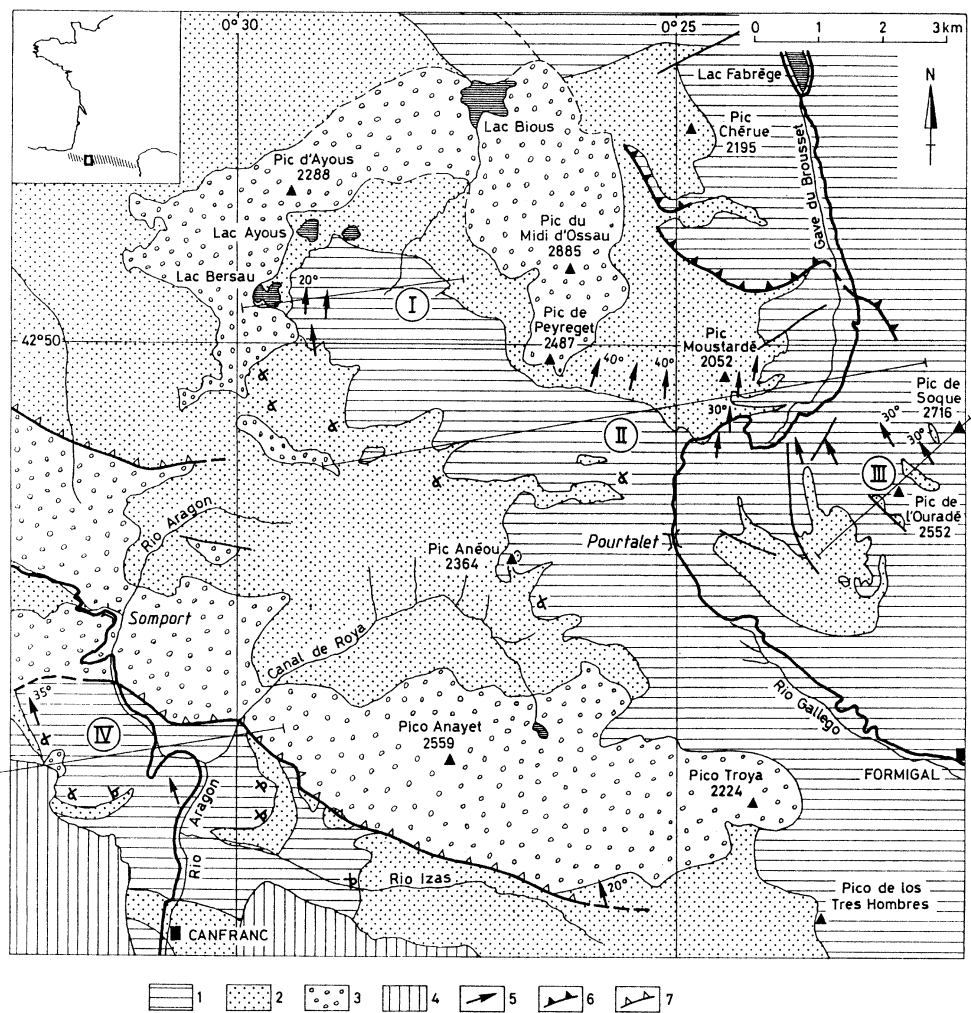 0° 30
0° 25
0 1 2 3 km
Lac Fabrège
N
Pic
Chérue
2195
Lac Bious
Gave du Brousset
Pic d'Ayous
2288
Lac Ayous
Pic du
Midi d'Ossau
2885
Lac Bersau
20°
I
Pic de
Peyreget
2487
42°50
Pic
Moustardé
2052
40°
40°
30°
Pic de
Soque
2716
30°
30°
II
III
Pic de
l'Ouradé
2552
Rio Aragon
Pourtalet
Pic Anéou
2364
Somport
Canal de Roya
35°
IV
Pico Anayet
2559
Rio Gallego
FORMIGAL
Pico Troya
2224
Rio Aragon
Rio Izas
20°
Pico de los
Tres Hombres
CANFRANC
1 2 3 4 5 6 7